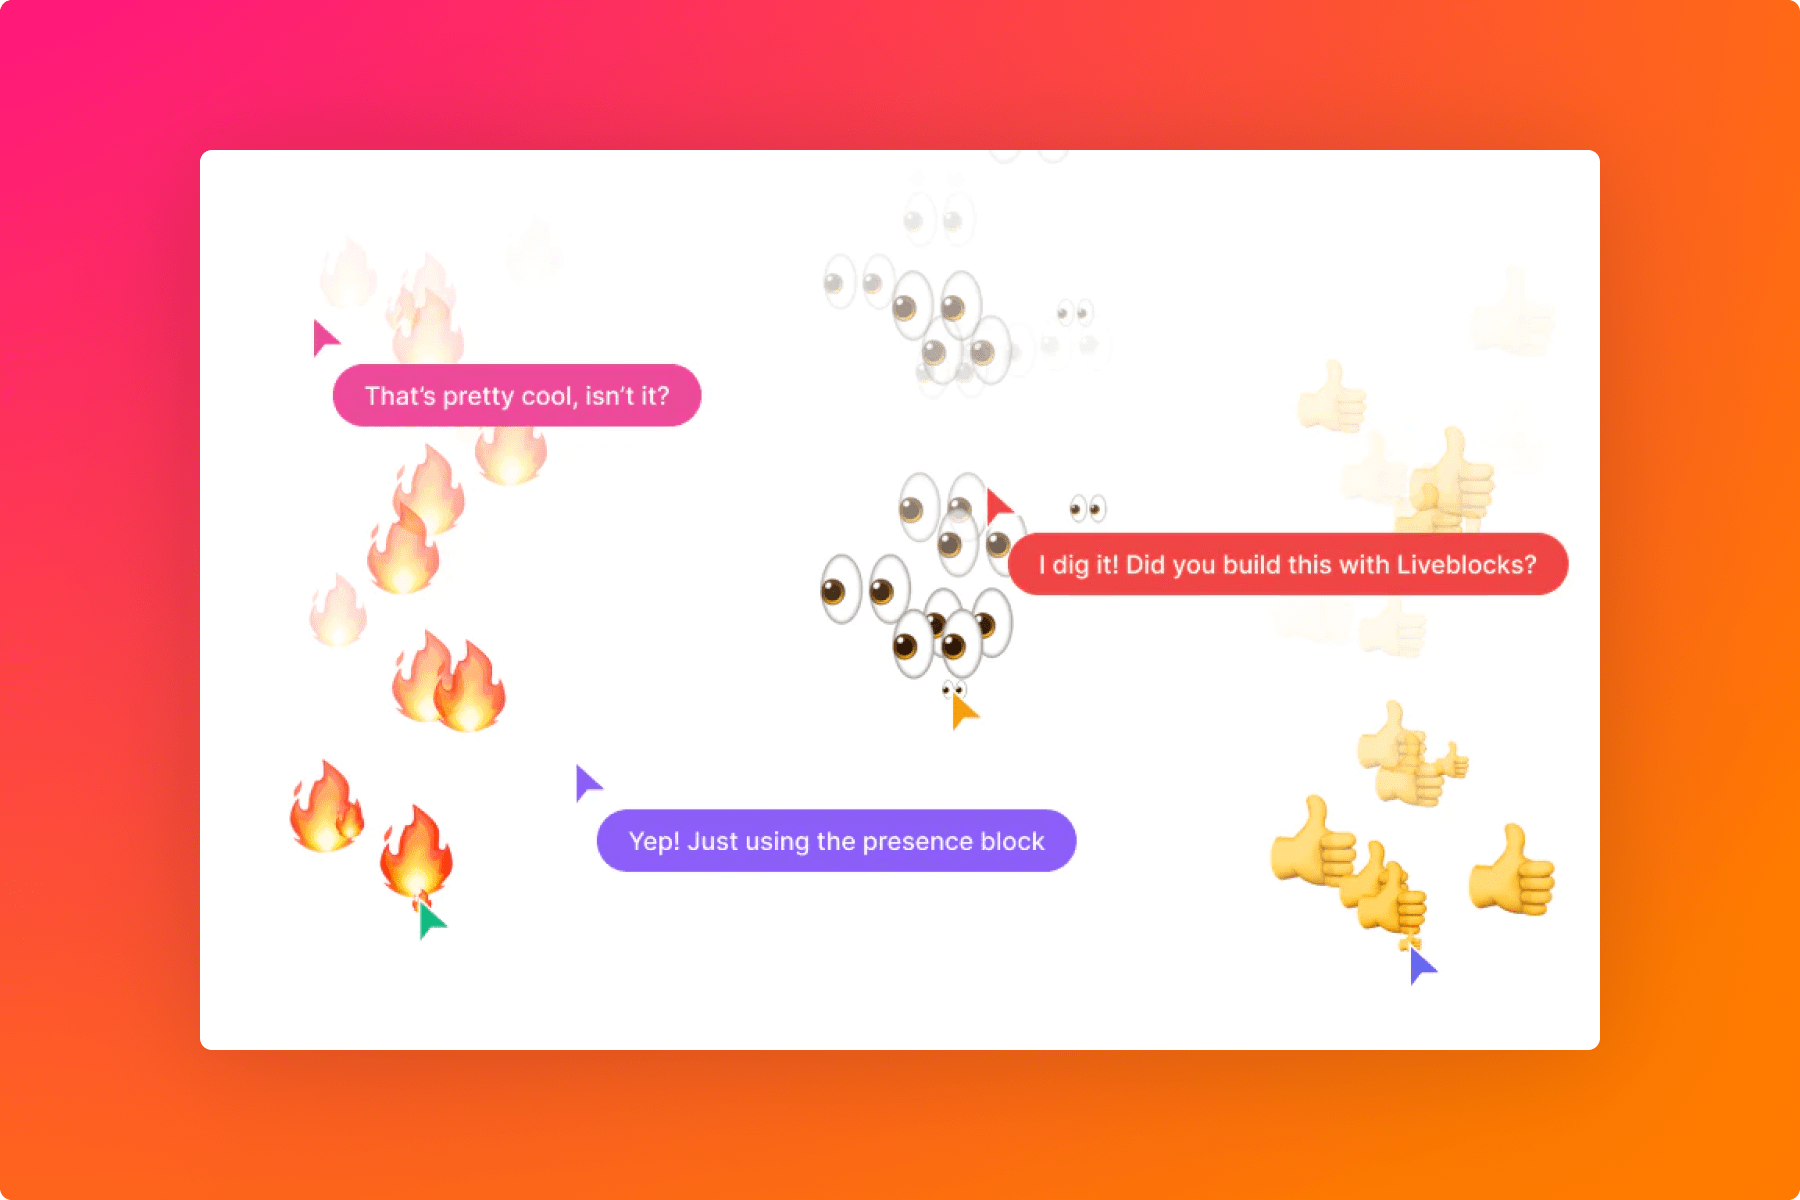 That’s pretty cool, isn’t it?
I dig it! Did you build this with Liveblocks?
Yep! Just using the presence block